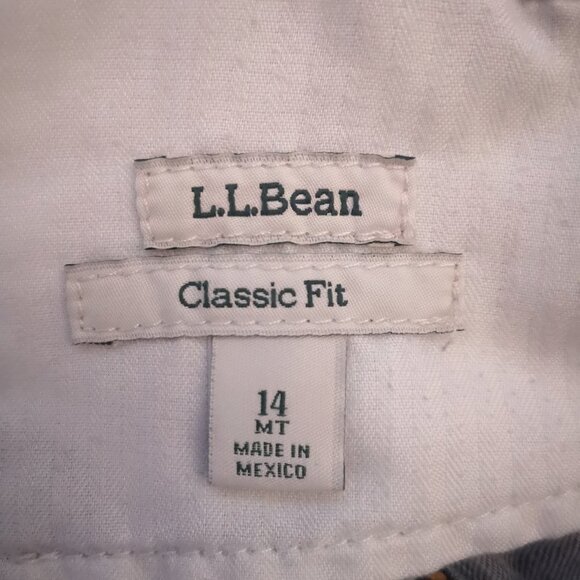 L.L.Bean
Classic Fit
14
MT
MADE IN
MEXICO